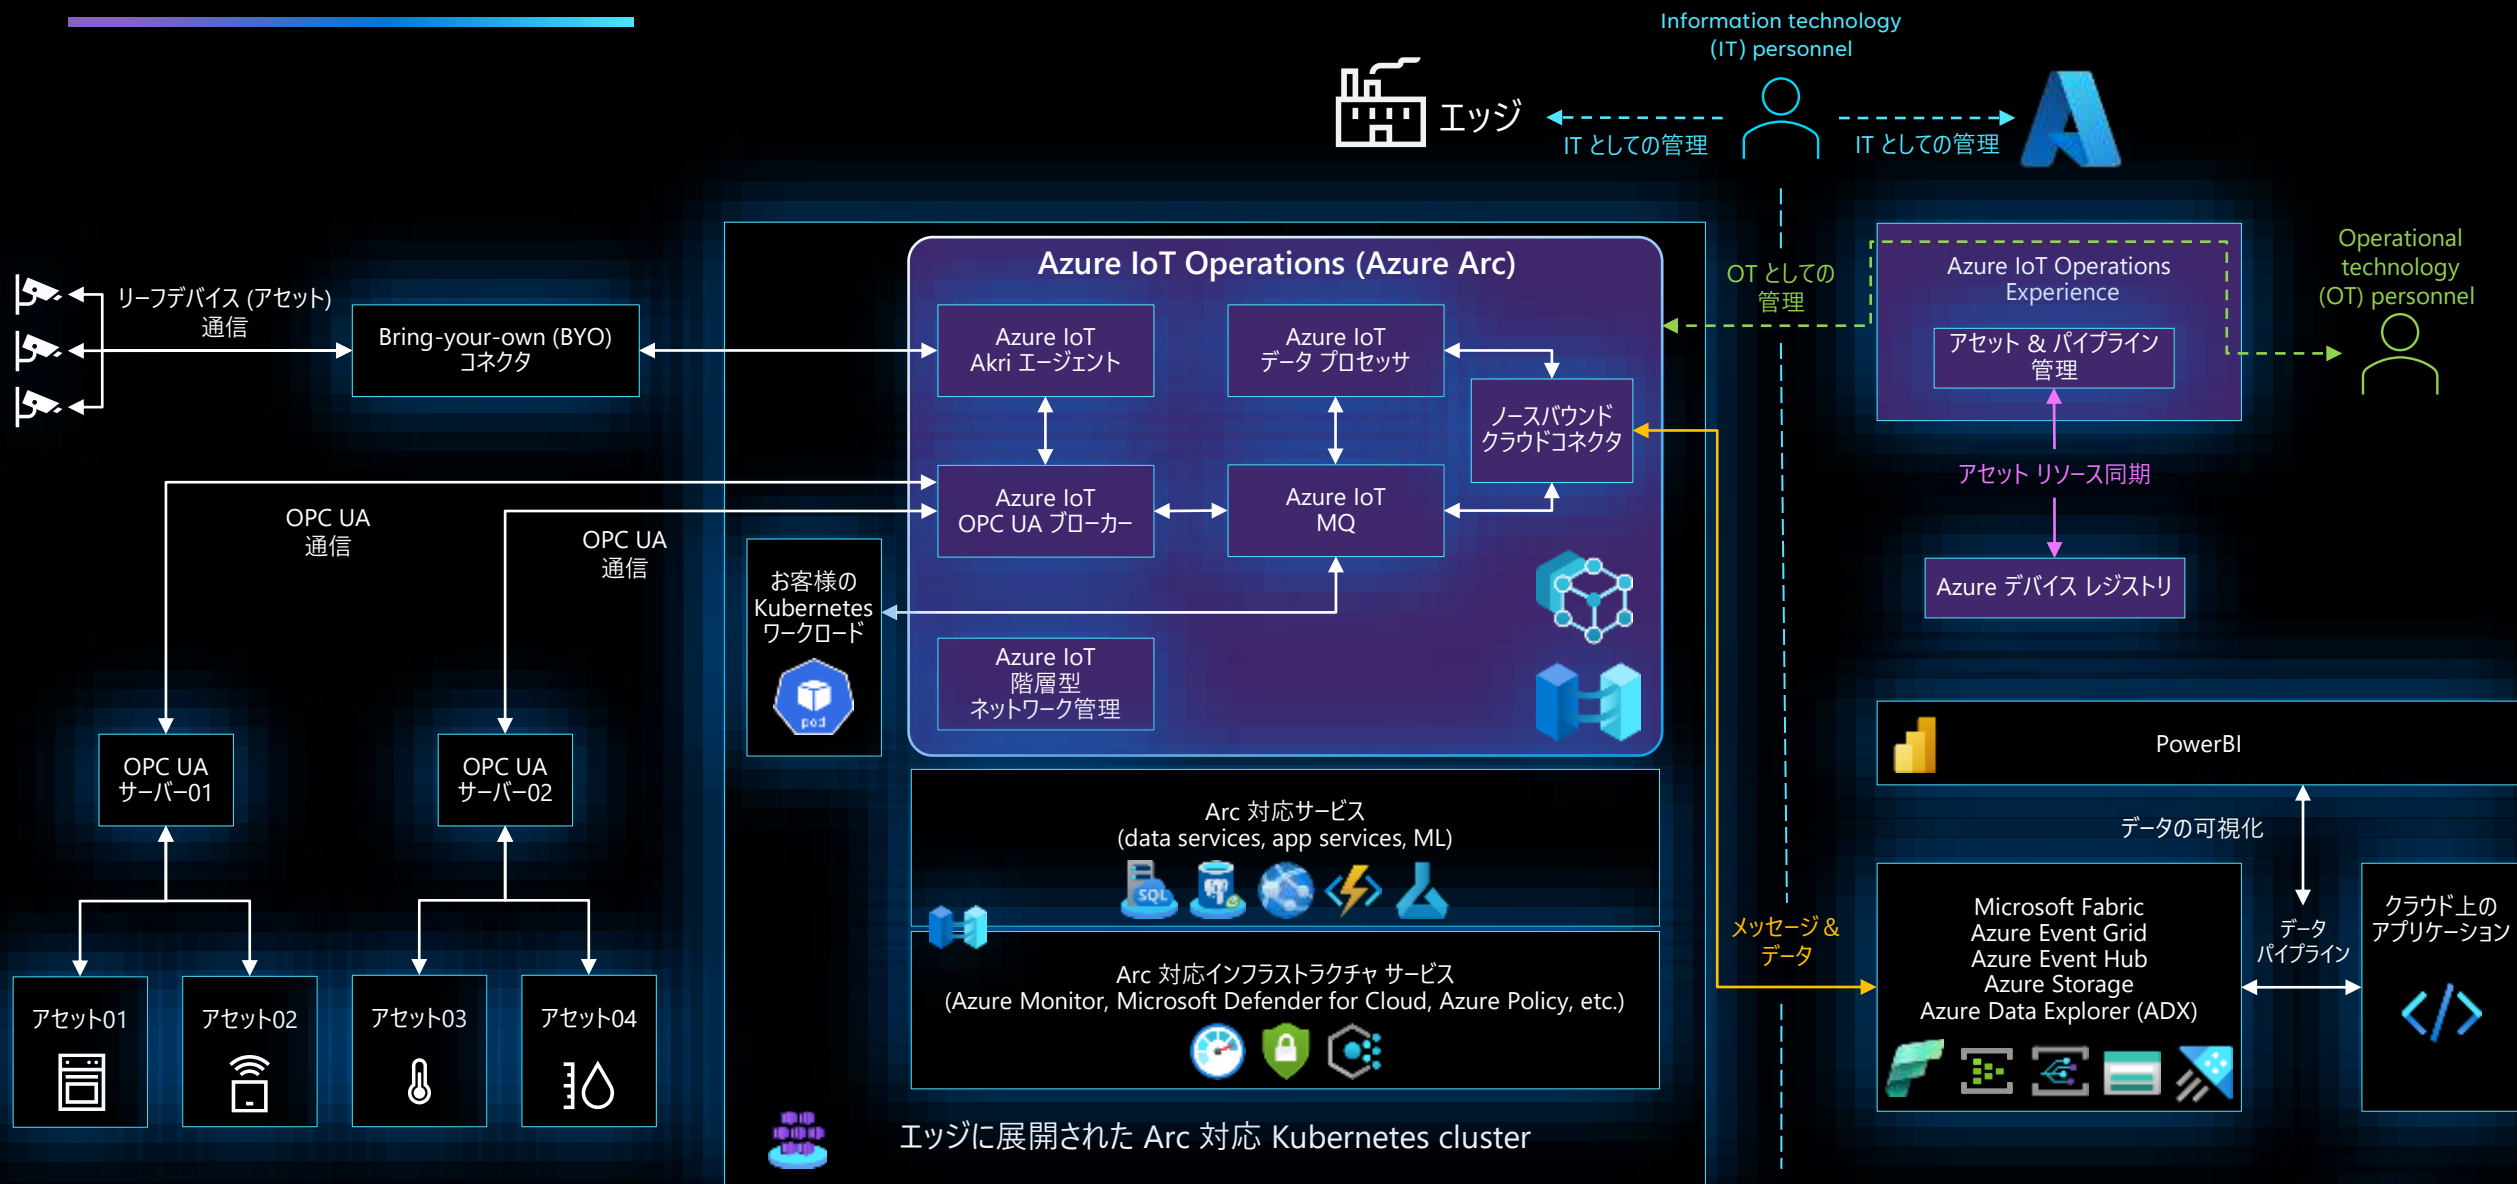 Information technology
(IT) personnel
エッジ
IT としての管理
IT としての管理
Azure IoT Operations (Azure Arc)
OT としての
管理
Azure IoT Operations
Experience
アセット & パイプライン
管理
Operational
technology
(OT) personnel
リーフデバイス (アセット)
通信
Bring-your-own (BYO)
コネクタ
Azure IoT
Akri エージェント
Azure IoT
データ プロセッサ
ノースバウンド
クラウドコネクタ
アセット リソース同期
Azure IoT
OPC UA ブローカー
Azure IoT
MQ
OPC UA
通信
OPC UA
通信
お客様の
Kubernetes
ワークロード
pod
Azure デバイス レジストリ
Azure IoT
階層型
ネットワーク管理
OPC UA
サーバー01
OPC UA
サーバー02
PowerBI
Arc 対応サービス
(data services, app services, ML)
SQL
データの可視化
メッセージ &
データ
Microsoft Fabric
Azure Event Grid
Azure Event Hub
Azure Storage
Azure Data Explorer (ADX)
データ
パイプライン
クラウド上の
アプリケーション
Arc 対応インフラストラクチャ サービス
(Azure Monitor, Microsoft Defender for Cloud, Azure Policy, etc.)
アセット01
アセット02
アセット03
アセット04
エッジに展開された Arc 対応 Kubernetes cluster